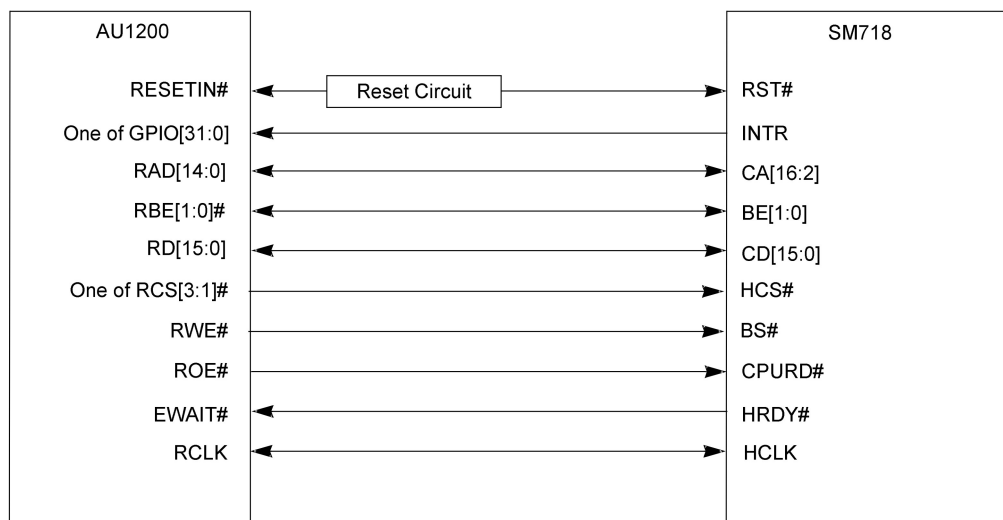 AU1200 SM718
RESETIN# Reset Circuit RST#
One of GPIO[31:0] INTR
RAD[14:0] CA[16:2]
RBE[1:0]# BE[1:0]
RD[15:0] CD[15:0]
One of RCS[3:1]# HCS#
RWE# BS#
ROE# CPURD#
EWAIT# HRDY#
RCLK HCLK